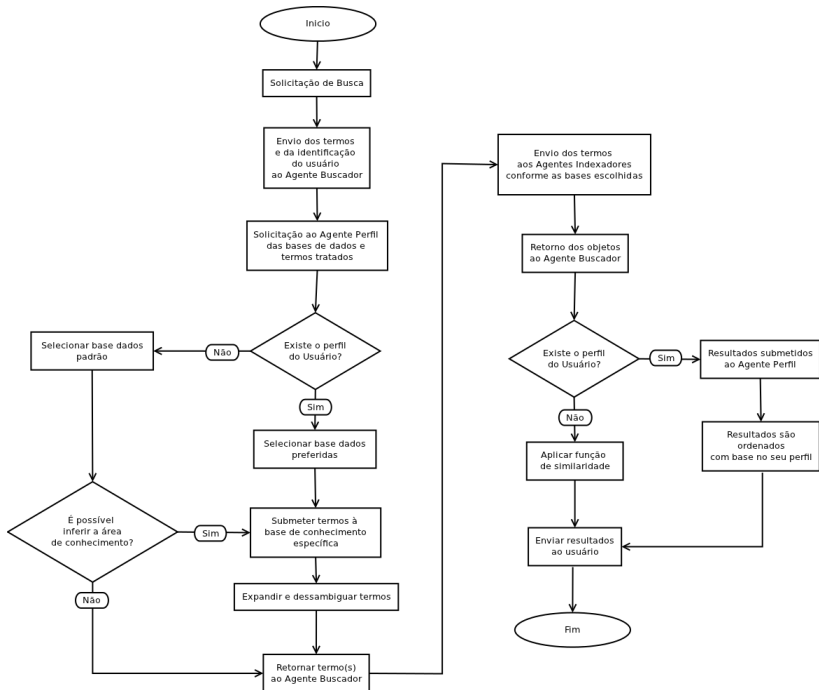 Inicio
Solicitação de Busca
Envio dos termos
e da identificação
do usuário
ao Agente Buscador
Solicitação ao Agente Perfil
das bases de dados e
termos tratados
Existe o perfil
do Usuário?
Não
Selecionar base dados
padrão
Sim
Selecionar base dados
preferidas
É possível
inferir a área
de conhecimento?
Sim
Submeter termos à
base de conhecimento
específica
Expandir e dessambiguar termos
Não
Retornar termo(s)
ao Agente Buscador
Envio dos termos
aos Agentes Indexadores
conforme as bases escolhidas
Retorno dos objetos
ao Agente Buscador
Existe o perfil
do Usuário?
Sim
Resultados submetidos
ao Agente Perfil
Resultados são
ordenados
com base no seu perfil
Não
Aplicar função
de similaridade
Enviar resultados
ao usuário
Fim